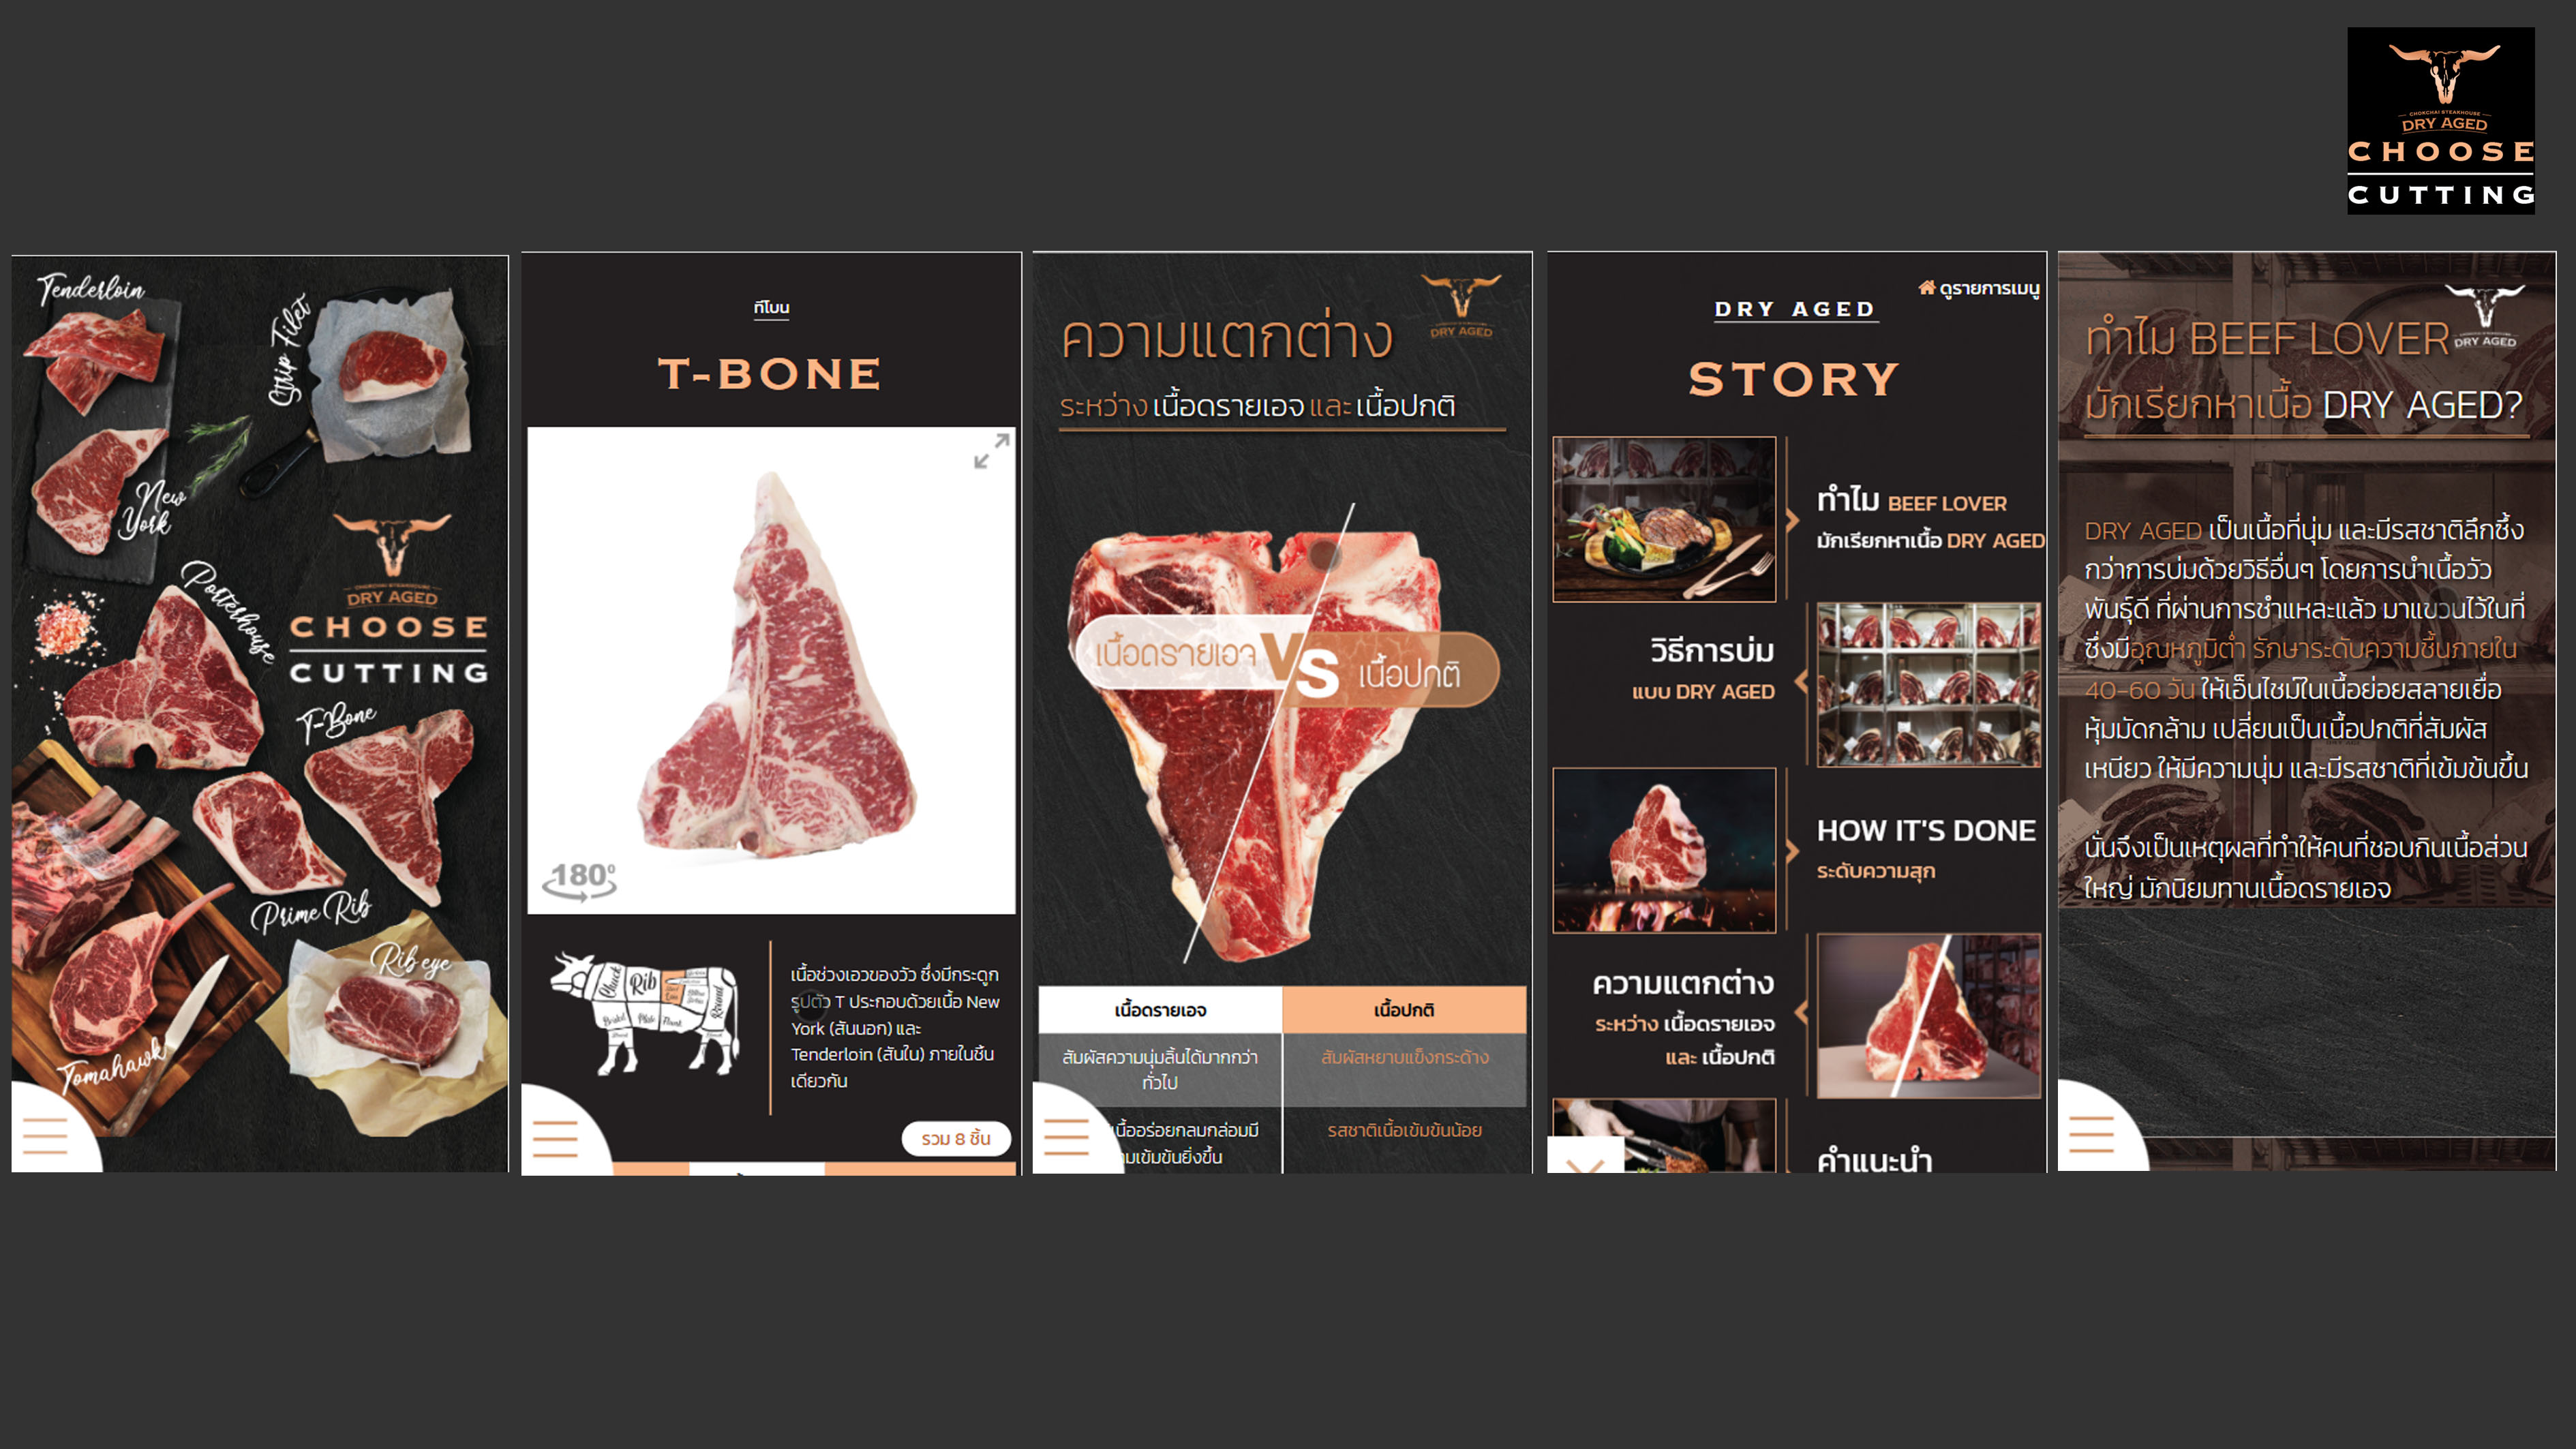 CHOKCHAI STEAKHOUSE
DRY AGED
CHOOSE
CUTTING
Tenderloin
Strip Filet
New
York
Porterhouse
CHOKCHAI STEAKHOUSE
DRY AGED
CHOOSE
CUTTING
T-Bone
Prime Rib
Rib eye
Tomahawk
ทีโบน
T-BONE
180°
Chuck
Rib
Round
Plate
Flank
เนื้อช่วงเอวของวัว ซึ่งมีกระดูก
รูปตัว T ประกอบด้วยเนื้อ New
York (สันนอก) และ
Tenderloin (สันใน) ภายในชิ้น
เดียวกัน
รวม 8 ชิ้น
DRY AGED
ความแตกต่าง
ระหว่าง เนื้อดรายเอจ และ เนื้อปกติ
เนื้อดรายเอจ VS เนื้อปกติ
เนื้อดรายเอจ เนื้อปกติ
สัมผัสความนุ่มลิ้นได้มากกว่า
ทั่วไป
สัมผัสหยาบแข็งกระด้าง
เนื้ออร่อยกลมกล่อมมี
มเข้มข้นยิ่งขึ้น
รสชาติเนื้อเข้มข้นน้อย
ดูรายการเมนู
DRY AGED
STORY
ทำไม BEEF LOVER
มักเรียกหาเนื้อ DRY AGED
วิธีการบ่ม
แบบ DRY AGED
HOW IT'S DONE
ระดับความสุก
ความแตกต่าง
ระหว่าง เนื้อดรายเอจ
และ เนื้อปกติ
คำแนะนำ
DRY AGED
ทำไม BEEF LOVER
มักเรียกหาเนื้อ DRY AGED?
DRY AGED เป็นเนื้อที่นุ่ม และมีรสชาติลึกซึ้ง
กว่าการบ่มด้วยวิธีอื่นๆ โดยการนำเนื้อวัว
พันธุ์ดี ที่ผ่านการชำแหละแล้ว มาแขวนไว้ในที่
ซึ่งมีอุณหภูมิต่ำ รักษาระดับความชื้นภายใน
40-60 วัน ให้เอ็นไซม์ในเนื้อย่อยสลายเยื่อ
หุ้มมัดกล้าม เปลี่ยนเป็นเนื้อปกติที่สัมผัส
เหนียว ให้มีความนุ่ม และมีรสชาติที่เข้มข้นขึ้น
นั่นจึงเป็นเหตุผลที่ทำให้คนที่ชอบกินเนื้อส่วน
ใหญ่ มักนิยมทานเนื้อดรายเอจ